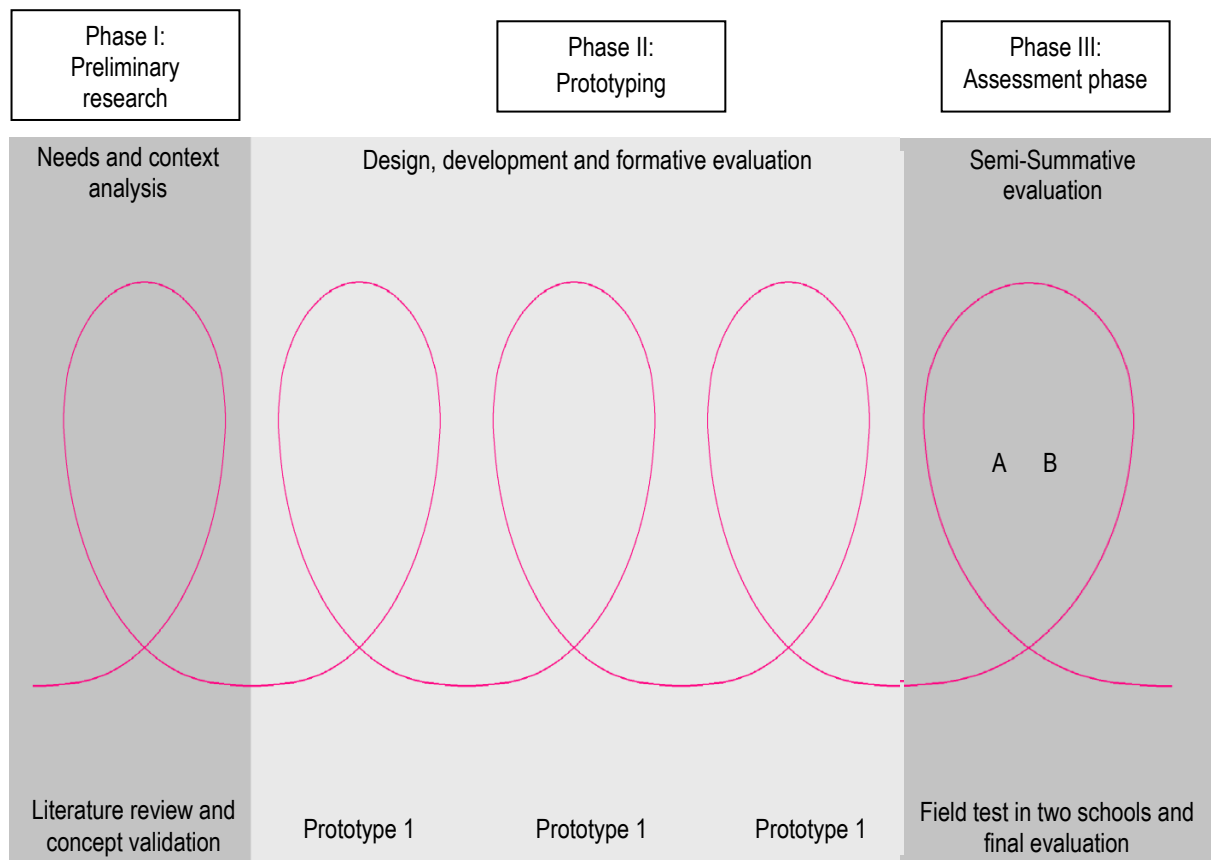 Phase I:
Preliminary
research
Phase II:
Prototyping
Phase III:
Assessment phase
Needs and context
analysis
Design, development and formative evaluation
Semi-Summative
evaluation
A B
Literature review and
concept validation
Prototype 1
Prototype 1
Prototype 1
Field test in two schools and
final evaluation